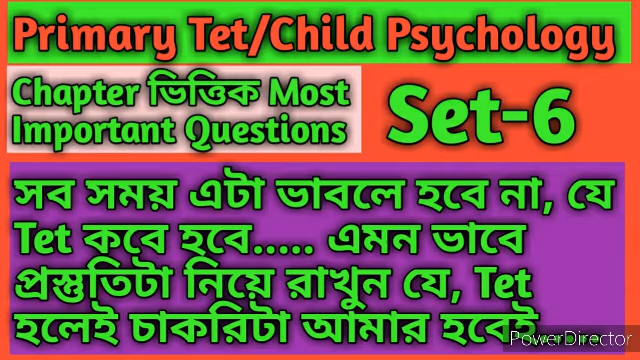 Primary Tet/Child Psychology
Chapter ভিত্তিক Most
Important Questions
Set-6
সব সময় এটা ভাবলে হবে না, যে
Tet কবে হবে..... এমন ভাবে
প্রস্তুতিটা নিয়ে রাখুন যে, Tet
হলেই চাকরিটা আমার হবেই
PowerDirector